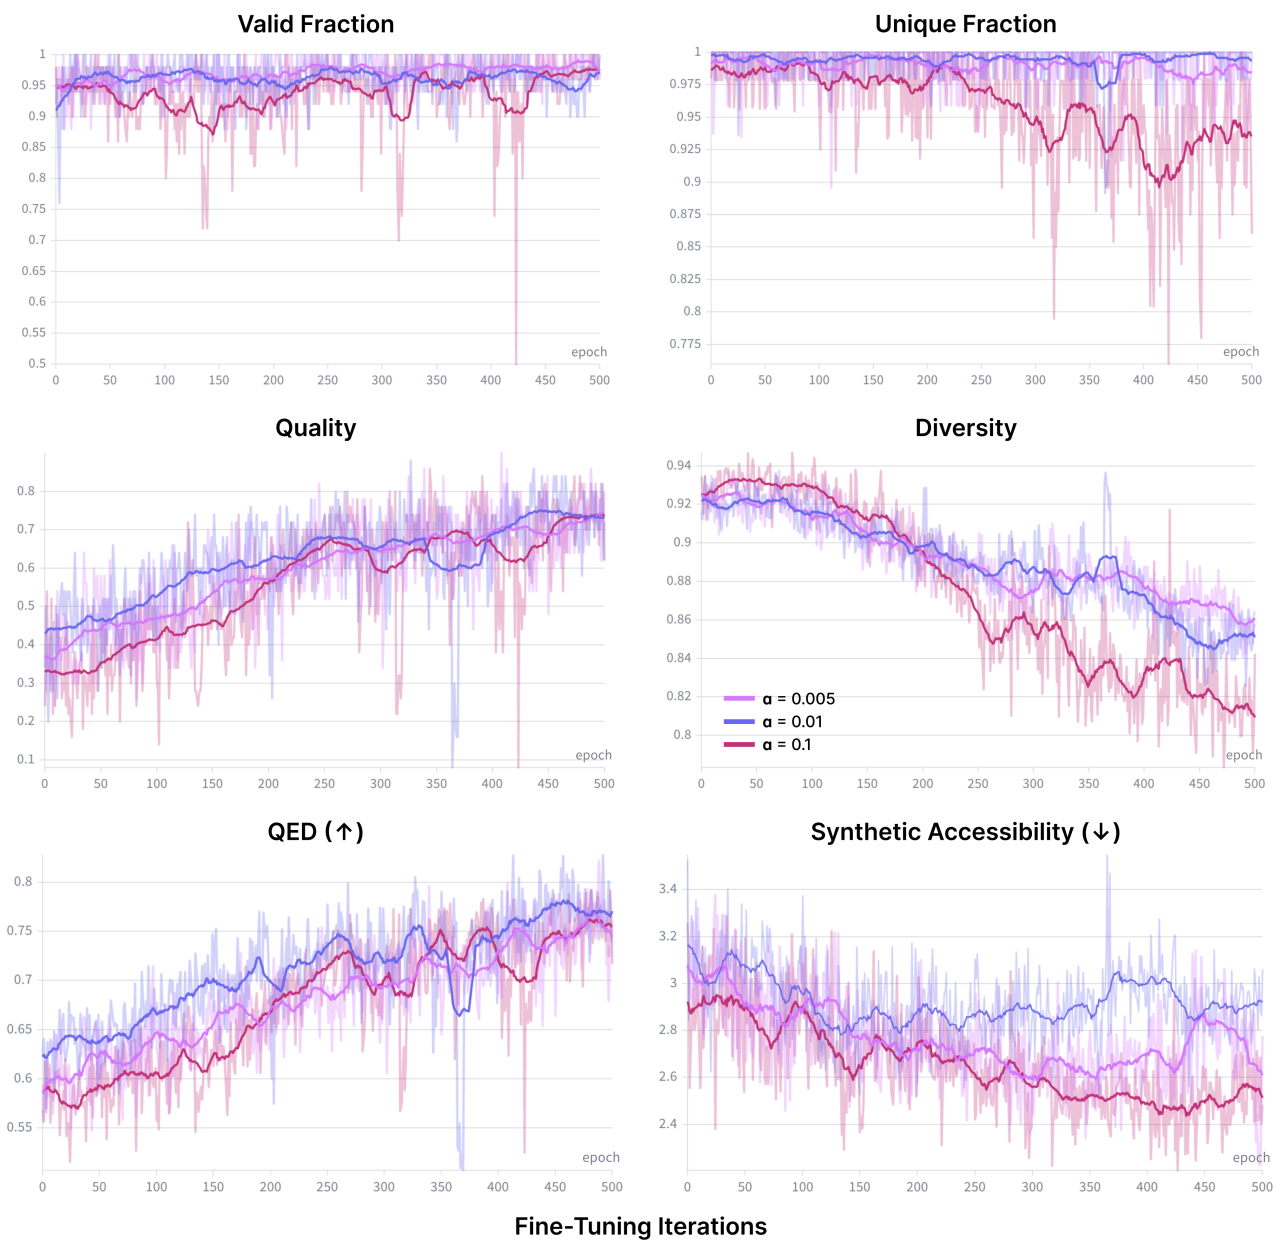 Valid Fraction
1
0.95
0.9
0.85
0.8
0.75
0.7
0.65
0.6
0.55
0.5
epoch
0 50 100 150 200 250 300 350 400 450 500
Unique Fraction
1
0.975
0.95
0.925
0.9
0.875
0.85
0.825
0.8
0.775
epoch
0 50 100 150 200 250 300 350 400 450 500
Quality
0.8
0.7
0.6
0.5
0.4
0.3
0.2
0.1
epoch
0 50 100 150 200 250 300 350 400 450 500
Diversity
0.94
0.92
0.9
0.88
0.86
0.84
0.82
0.8
α = 0.005
α = 0.01
α = 0.1
epoch
0 50 100 150 200 250 300 350 400 450 500
QED (↑)
0.8
0.75
0.7
0.65
0.6
0.55
epoch
0 50 100 150 200 250 300 350 400 450 500
Synthetic Accessibility (↓)
3.4
3.2
3
2.8
2.6
2.4
epoch
0 50 100 150 200 250 300 350 400 450 500
Fine-Tuning Iterations